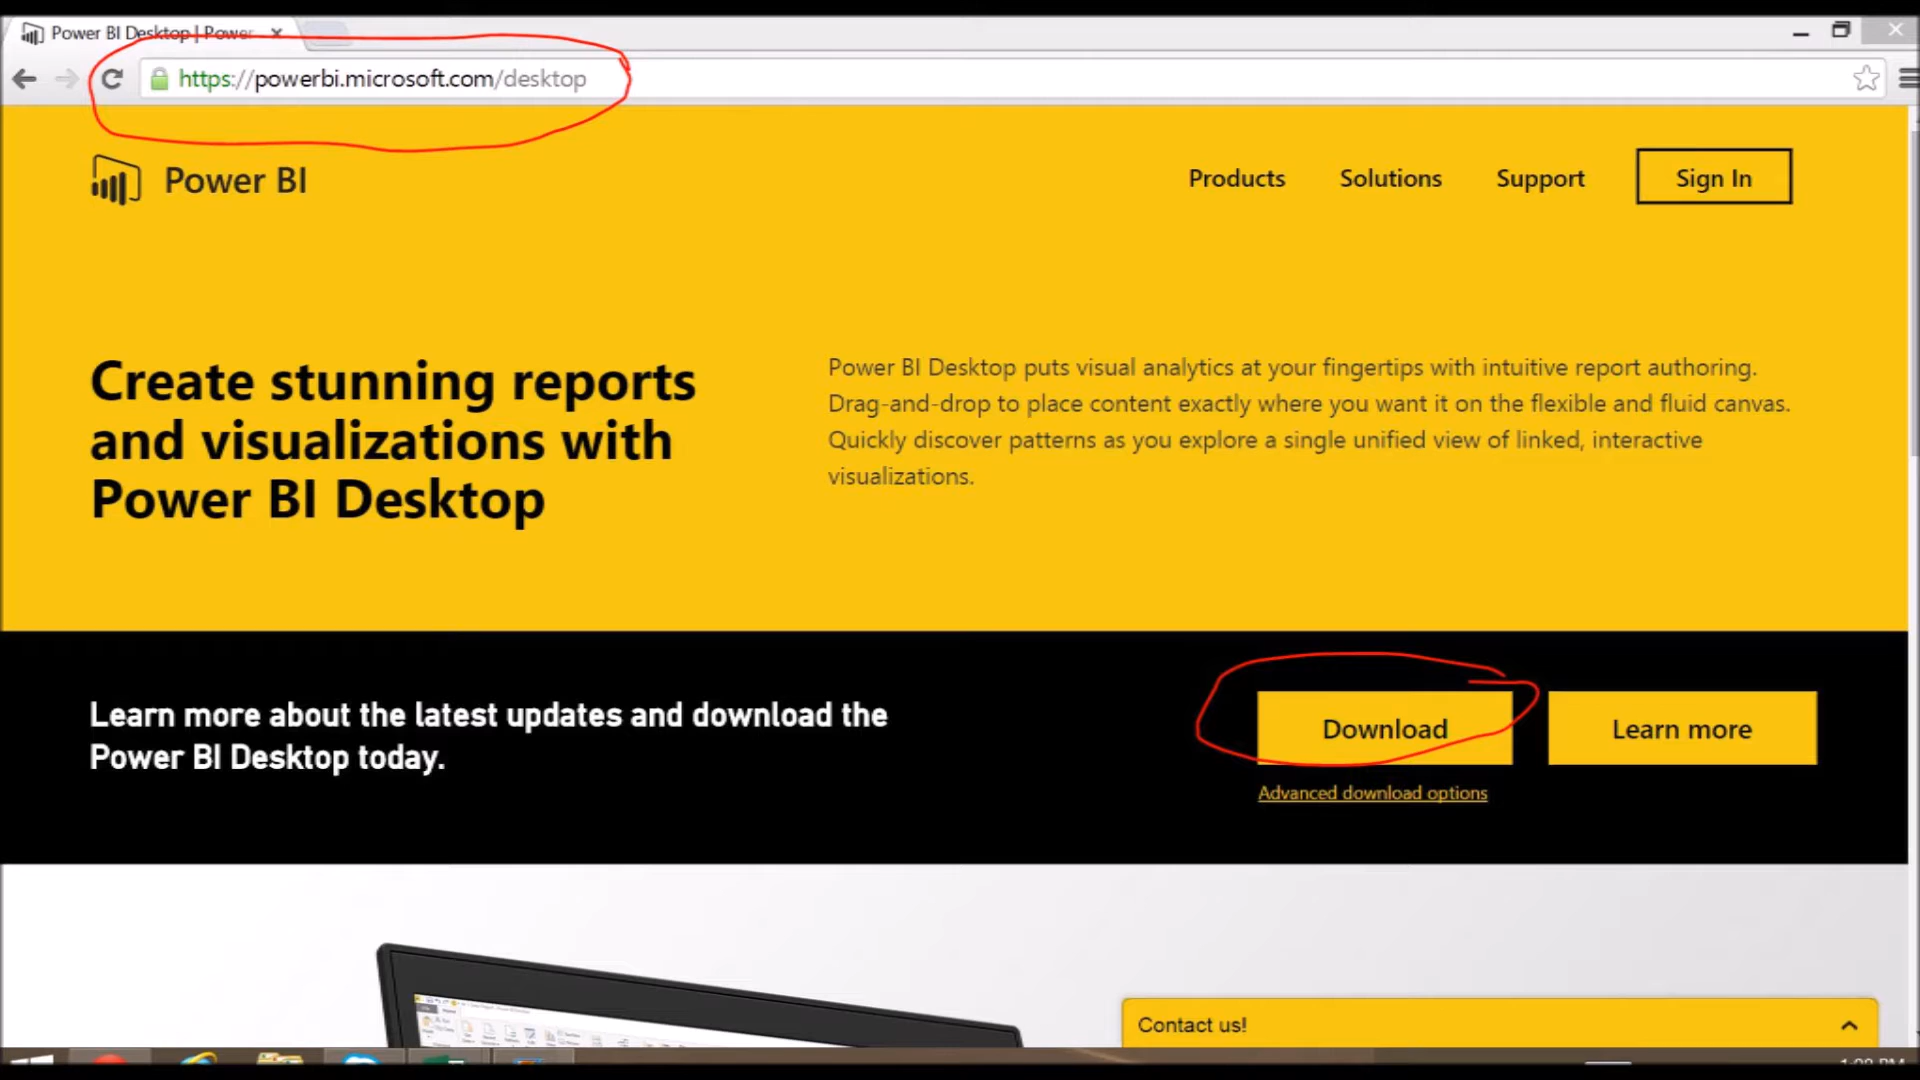 Power BI Desktop | Power
https://powerbi.microsoft.com/desktop
Power BI
Products
Solutions
Support
Sign In
Create stunning reports
and visualizations with
Power BI Desktop
Power BI Desktop puts visual analytics at your fingertips with intuitive report authoring.
Drag-and-drop to place content exactly where you want it on the flexible and fluid canvas.
Quickly discover patterns as you explore a single unified view of linked, interactive
visualizations.
Learn more about the latest updates and download the
Power BI Desktop today.
Download
Learn more
Advanced download options
Contact us!